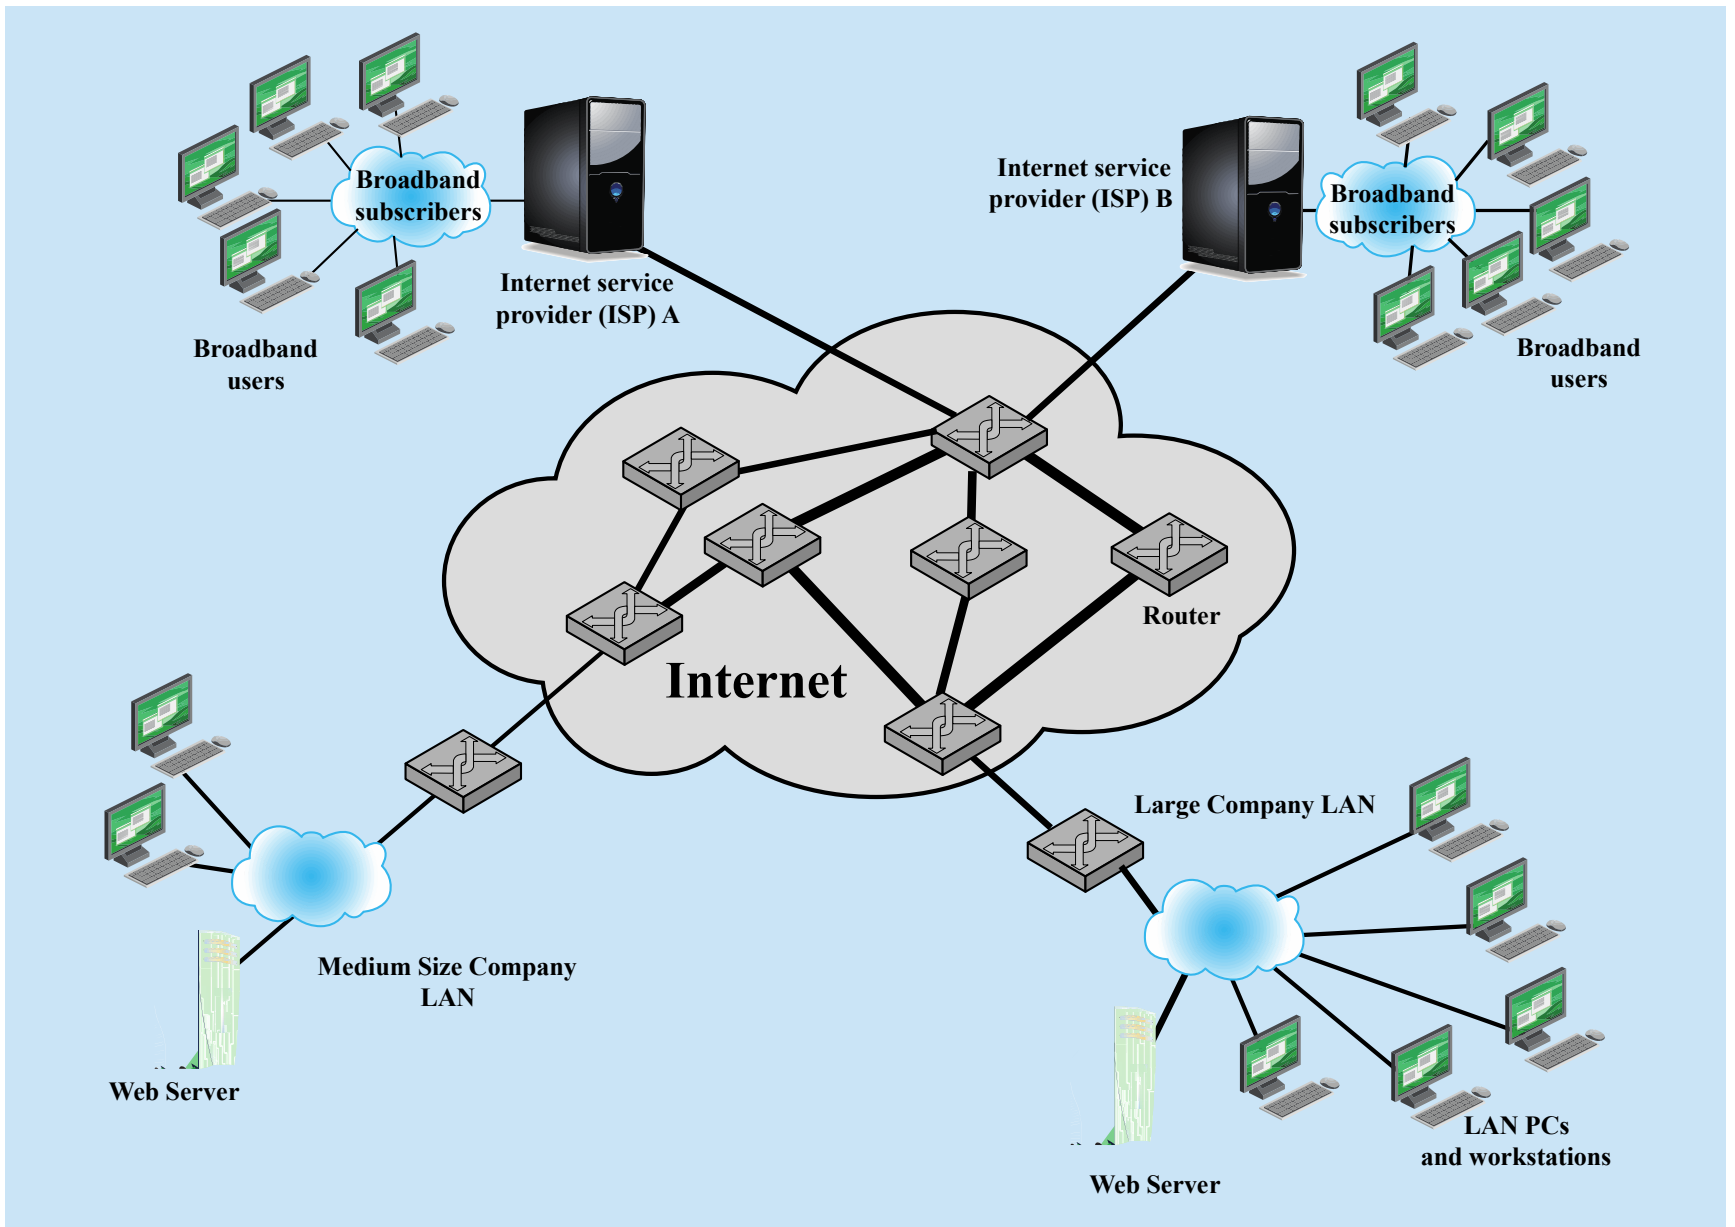 Broadband
subscribers
Internet service
provider (ISP) A
Broadband
users
Internet service
provider (ISP) B
Broadband
subscribers
Broadband
users
Router
Internet
Large Company LAN
Medium Size Company
LAN
Web Server
LAN PCs
and workstations
Web Server